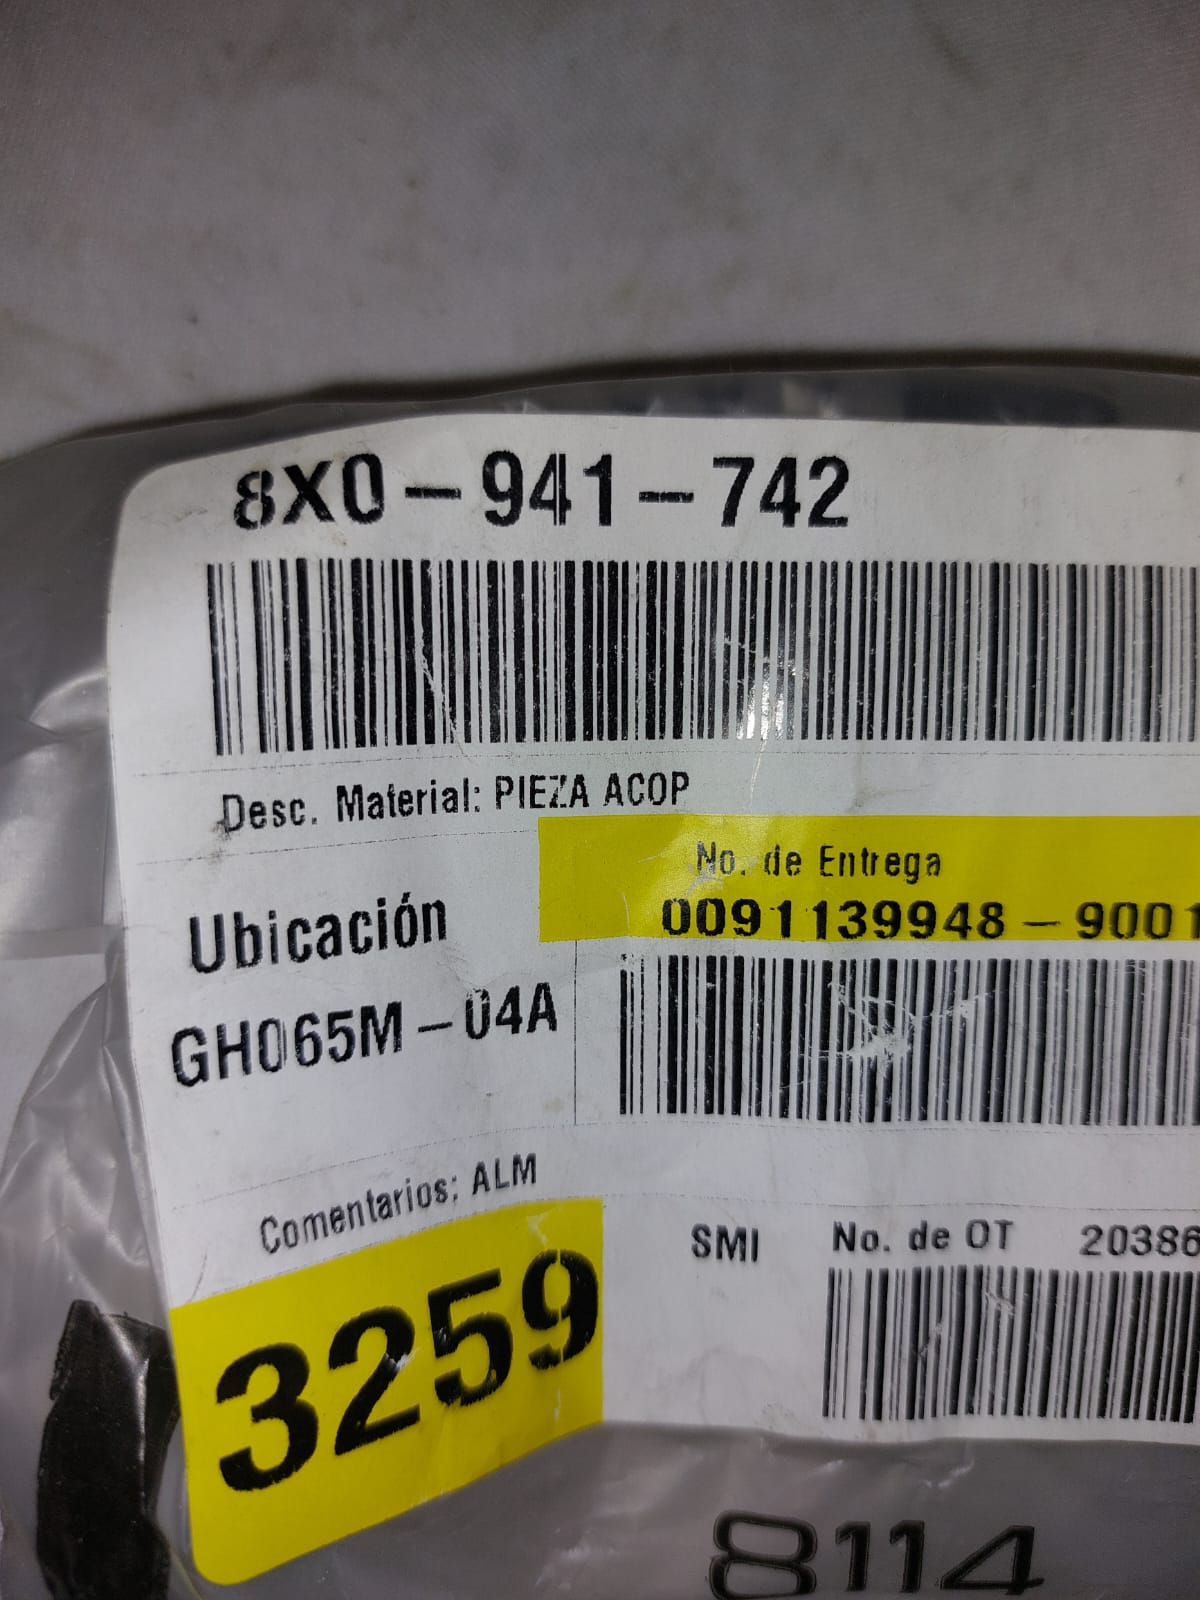 8X0-941-742
Desc. Material: PIEZA ACOP
No. de Entrega
0091139948-9001
Ubicación
GH065M-04A
Comentarios: ALM
SMI No. de OT 20386
3259
8114